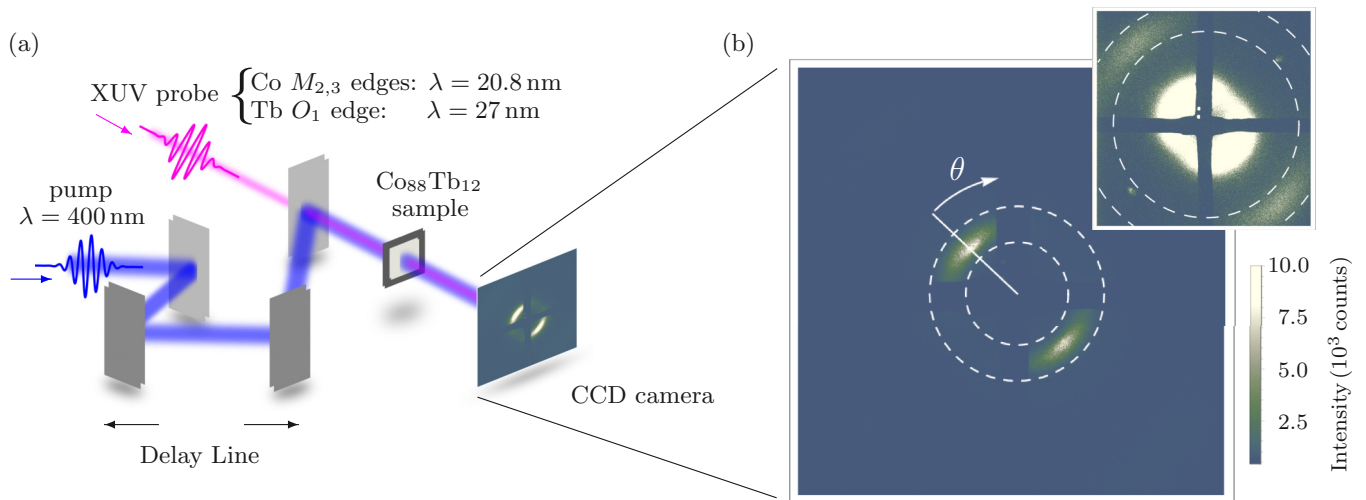 (a)
XUV probe { Co M2,3 edges: λ = 20.8 nm
Tb O1 edge: λ = 27 nm
pump
λ = 400 nm
Co88Tb12
sample
CCD camera
Delay Line
(b)
θ
10.0
7.5
5.0
2.5
Intensity (10³ counts)